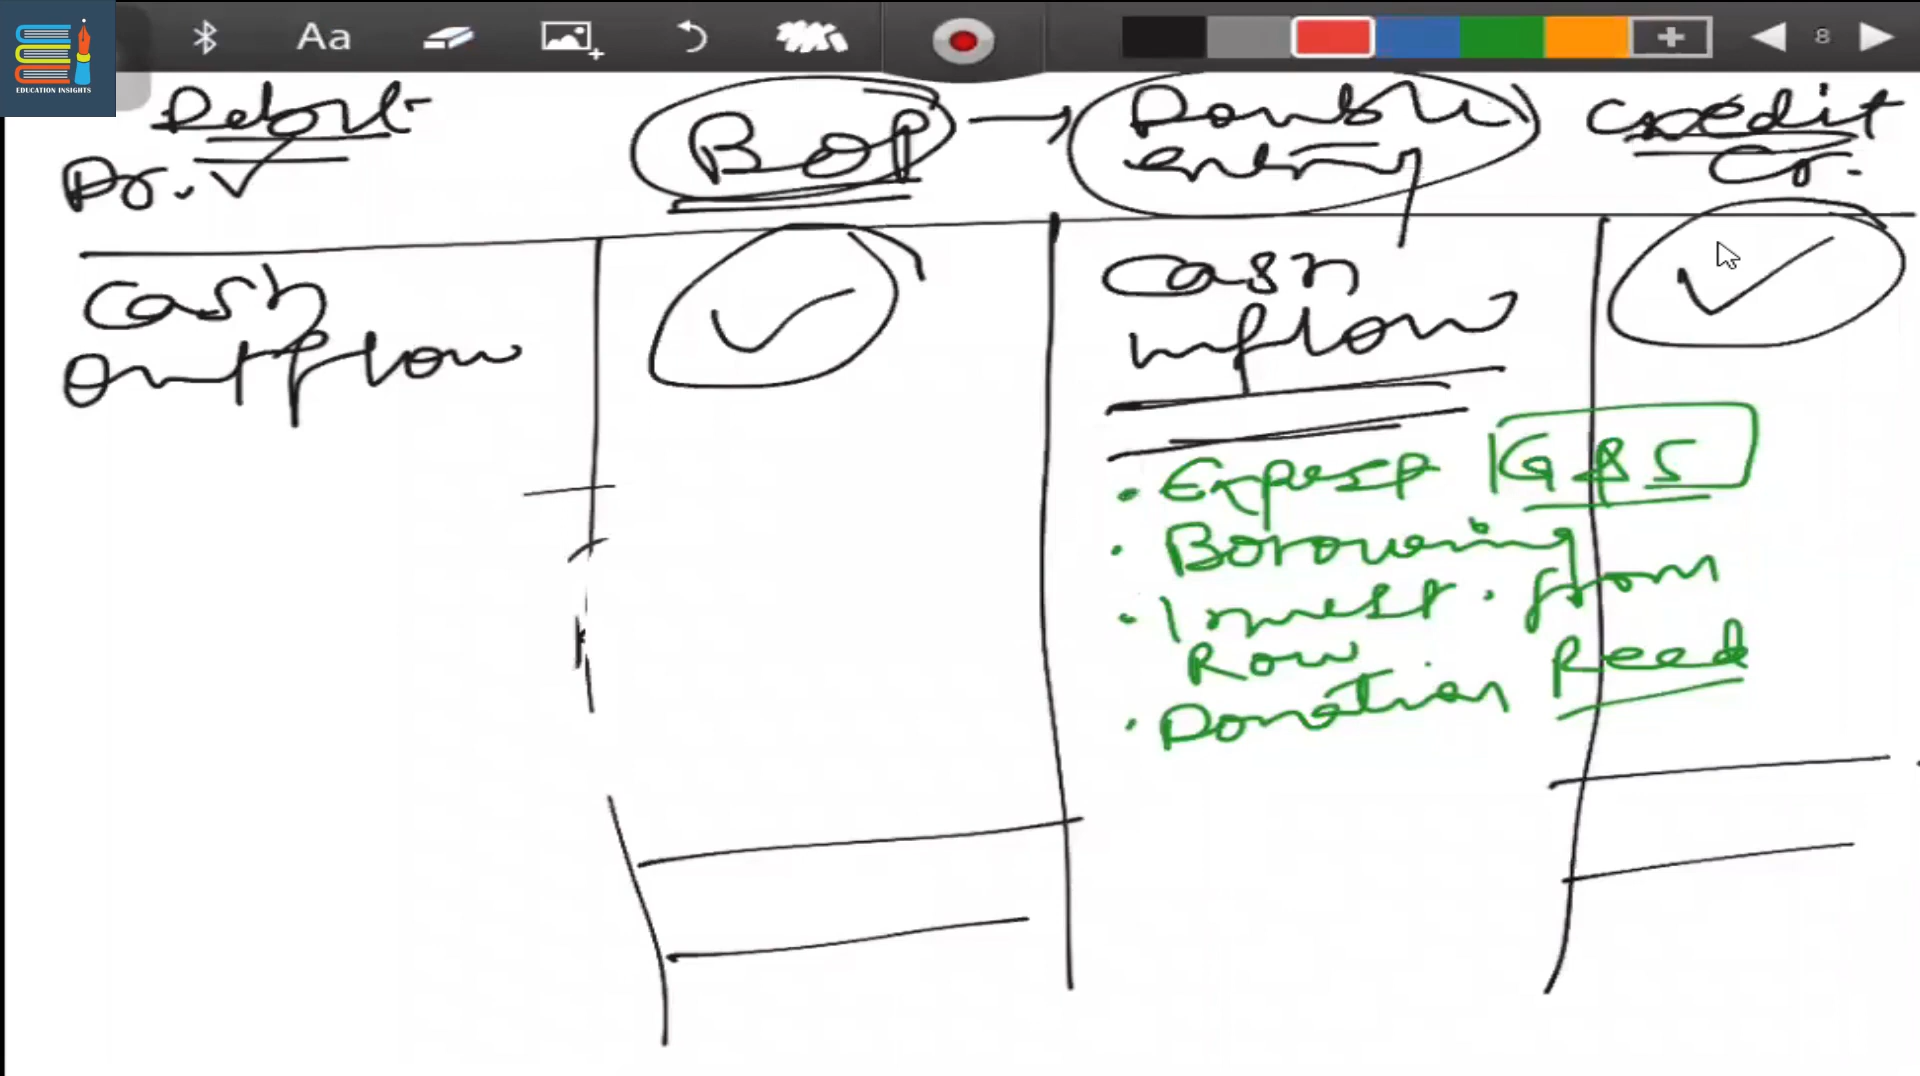 EDUCATION INSIGHTS
Aa
8
Debit
Dr.
BOP
Double
entry
Credit
Cr.
Cash
outflow
Cash
inflow
• Export G & S
• Borowing
• Invest. from
Row
• Donation Recd